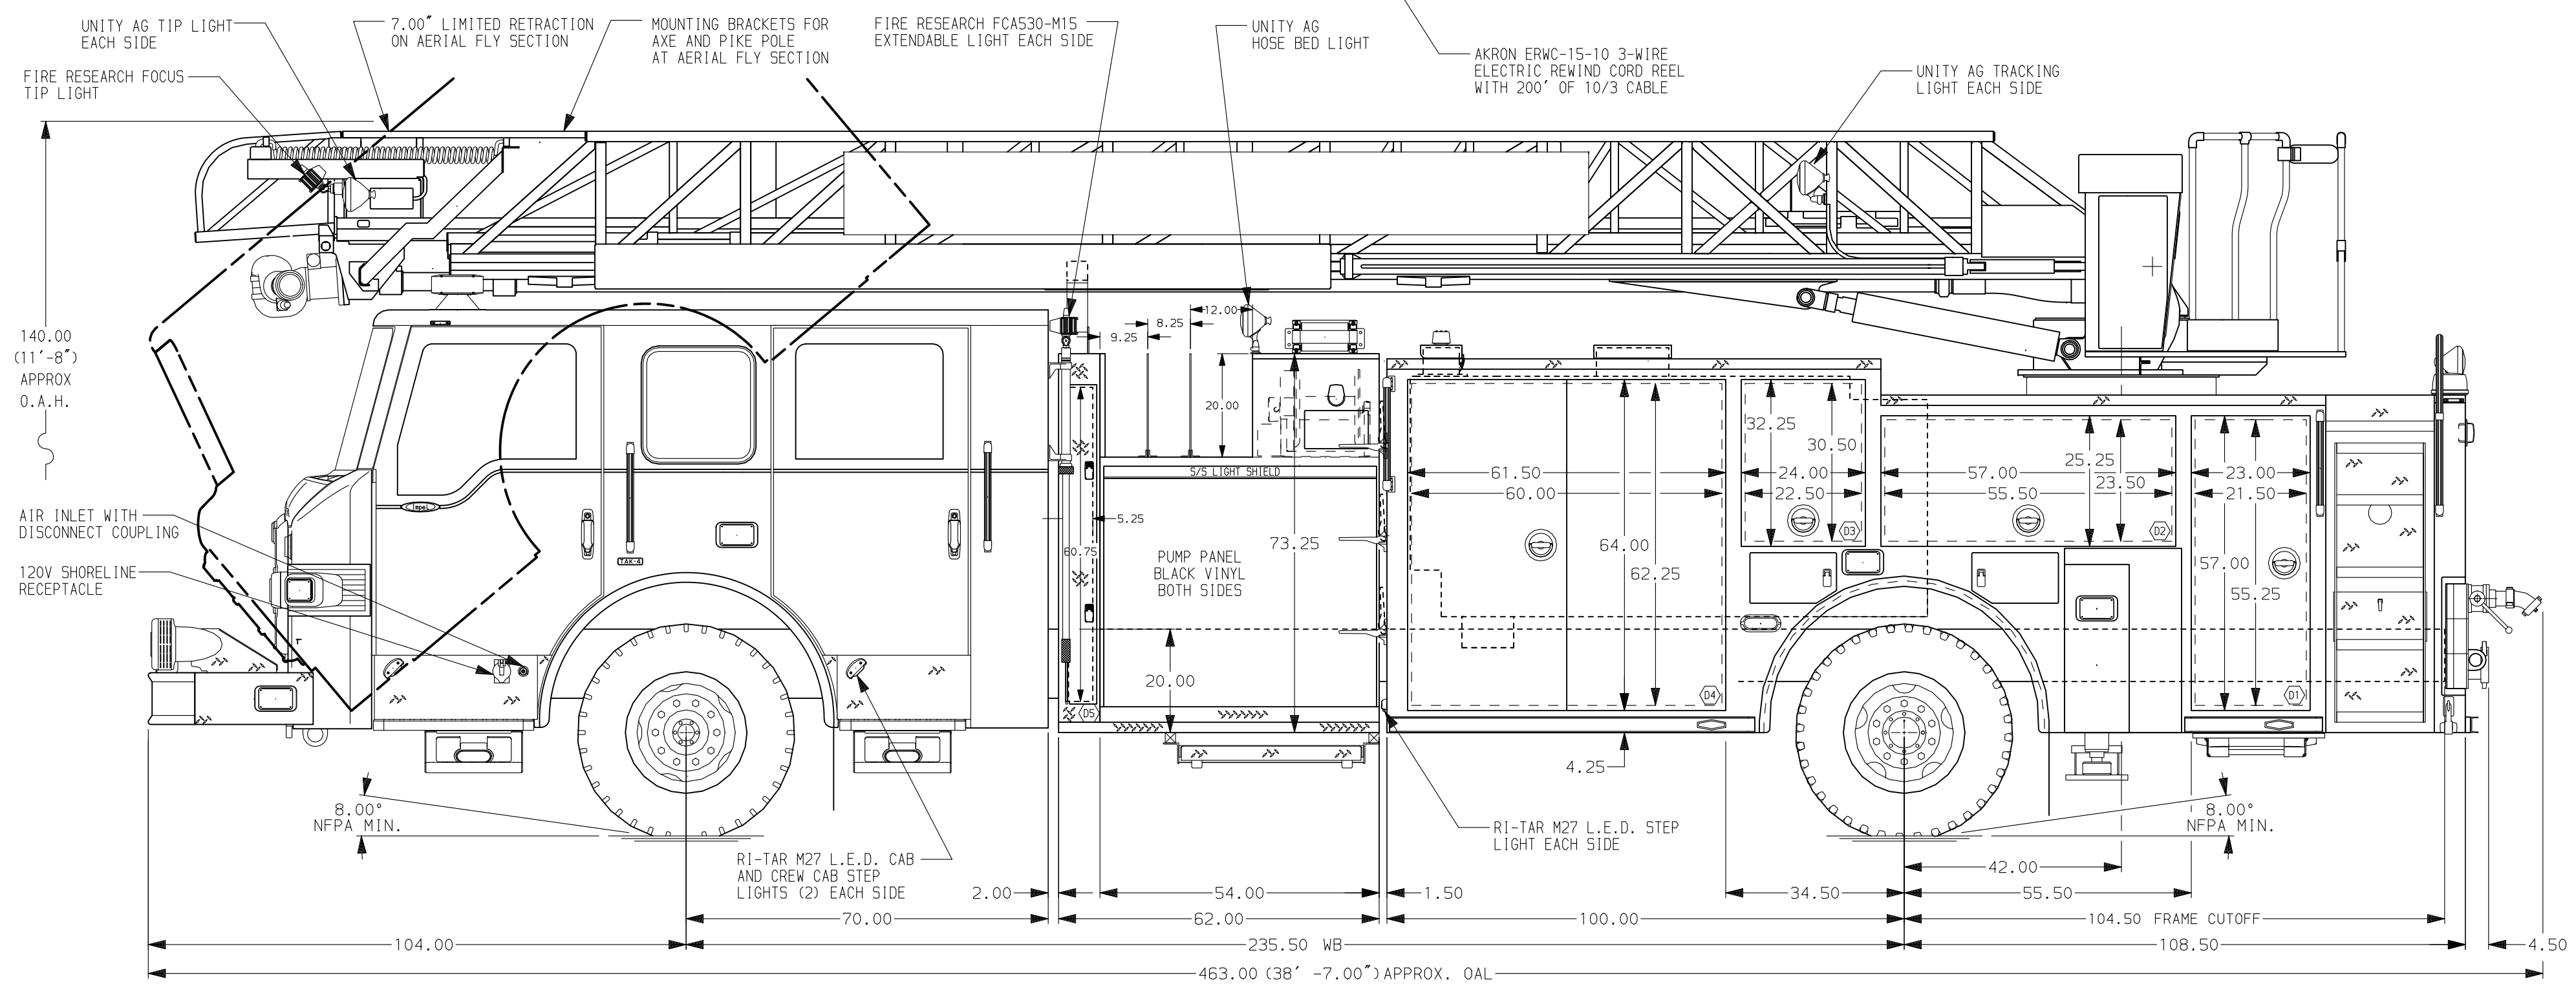 UNITY AG TIP LIGHT
EACH SIDE
7.00" LIMITED RETRACTION
ON AERIAL FLY SECTION
MOUNTING BRACKETS FOR
AXE AND PIKE POLE
AT AERIAL FLY SECTION
FIRE RESEARCH FCA530-M15
EXTENDABLE LIGHT EACH SIDE
UNITY AG
HOSE BED LIGHT
AKRON ERWC-15-10 3-WIRE
ELECTRIC REWIND CORD REEL
WITH 200' OF 10/3 CABLE
UNITY AG TRACKING
LIGHT EACH SIDE
FIRE RESEARCH FOCUS
TIP LIGHT
140.00
(11'-8")
APPROX
O.A.H.
12.00
8.25
9.25
20.00
S/S LIGHT SHIELD
5.25
60.75
73.25
PUMP PANEL
BLACK VINYL
BOTH SIDES
20.00
D5
61.50
60.00
64.00
62.25
D4
32.25
30.50
24.00
22.50
D3
57.00
55.50
25.25
23.50
D2
23.00
21.50
57.00
55.25
D1
Impel
TAK-4
AIR INLET WITH
DISCONNECT COUPLING
120V SHORELINE
RECEPTACLE
4.25
8.00°
NFPA MIN.
8.00°
NFPA MIN.
RI-TAR M27 L.E.D. CAB
AND CREW CAB STEP
LIGHTS (2) EACH SIDE
RI-TAR M27 L.E.D. STEP
LIGHT EACH SIDE
42.00
2.00
54.00
1.50
34.50
55.50
70.00
62.00
100.00
104.50 FRAME CUTOFF
104.00
235.50 WB
108.50
4.50
463.00 (38' -7.00") APPROX. OAL